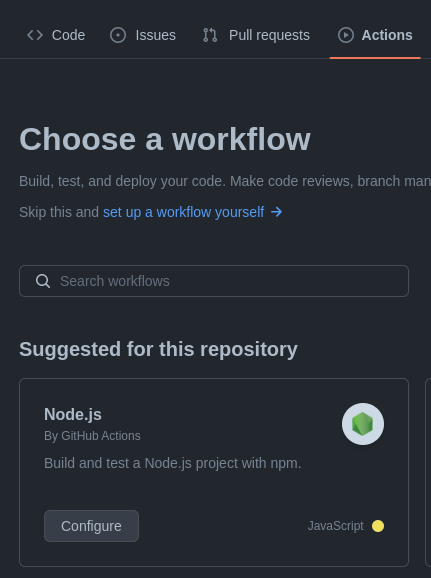 Code Issues Pull requests Actions
Choose a workflow
Build, test, and deploy your code. Make code reviews, branch man
Skip this and set up a workflow yourself →
Search workflows
Suggested for this repository
Node.js
By GitHub Actions
Build and test a Node.js project with npm.
Configure JavaScript